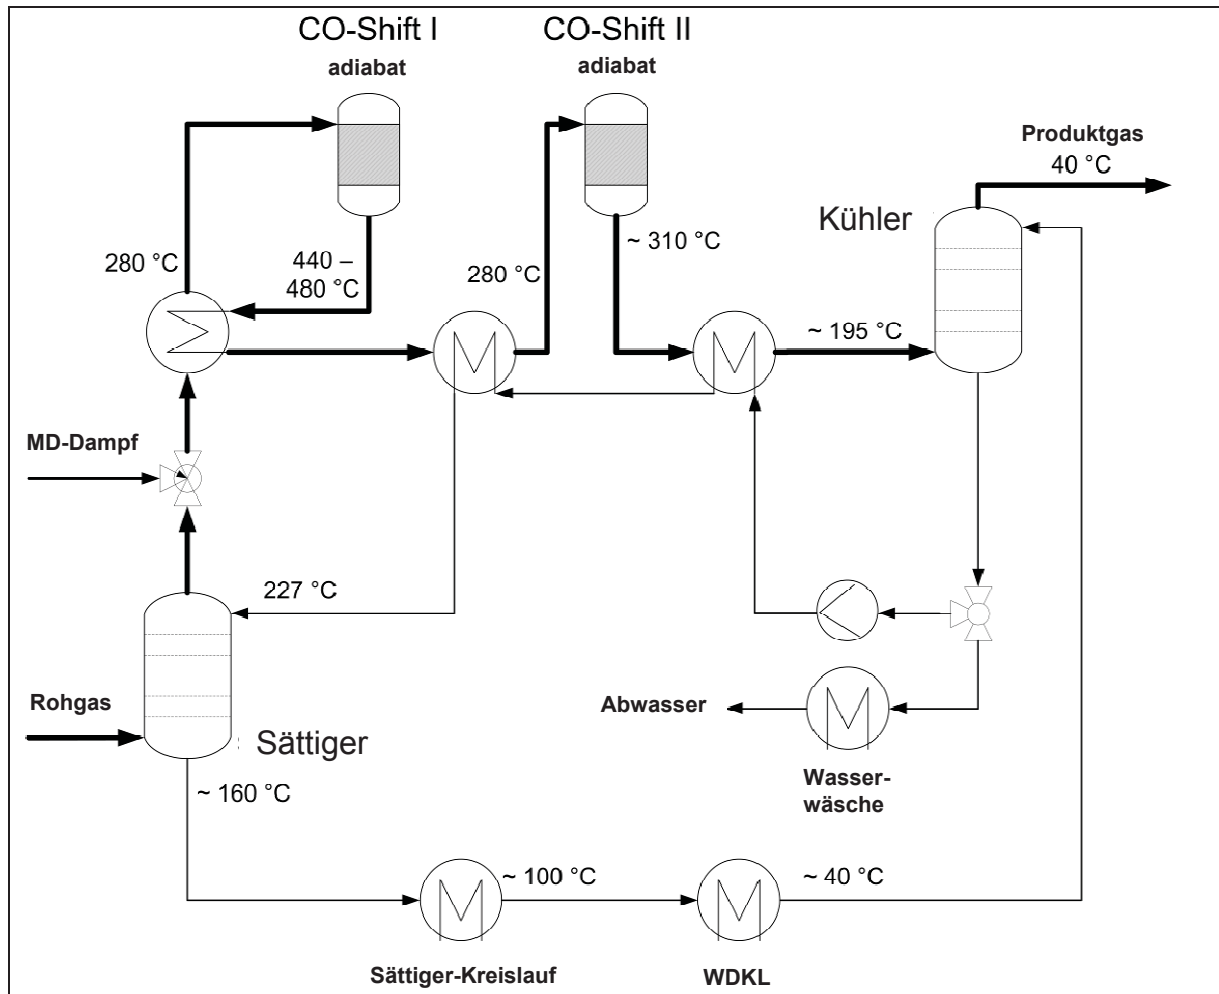 CO-Shift I
adiabat
CO-Shift II
adiabat
Produktgas
40 °C
Kühler
~ 310 °C
280 °C
440 –
480 °C
280 °C
~ 195 °C
MD-Dampf
227 °C
Rohgas
Sättiger
Abwasser
Wasser-
wäsche
~ 160 °C
~ 100 °C
~ 40 °C
Sättiger-Kreislauf
WDKL